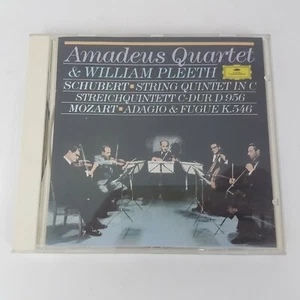 Amadeus Quartet
& WILLIAM PLEETH
SCHUBERT STRING QUINTET IN C
STREICHQUINTETT C-DUR D 956
MOZART ADAGIO & FUGUE K.546